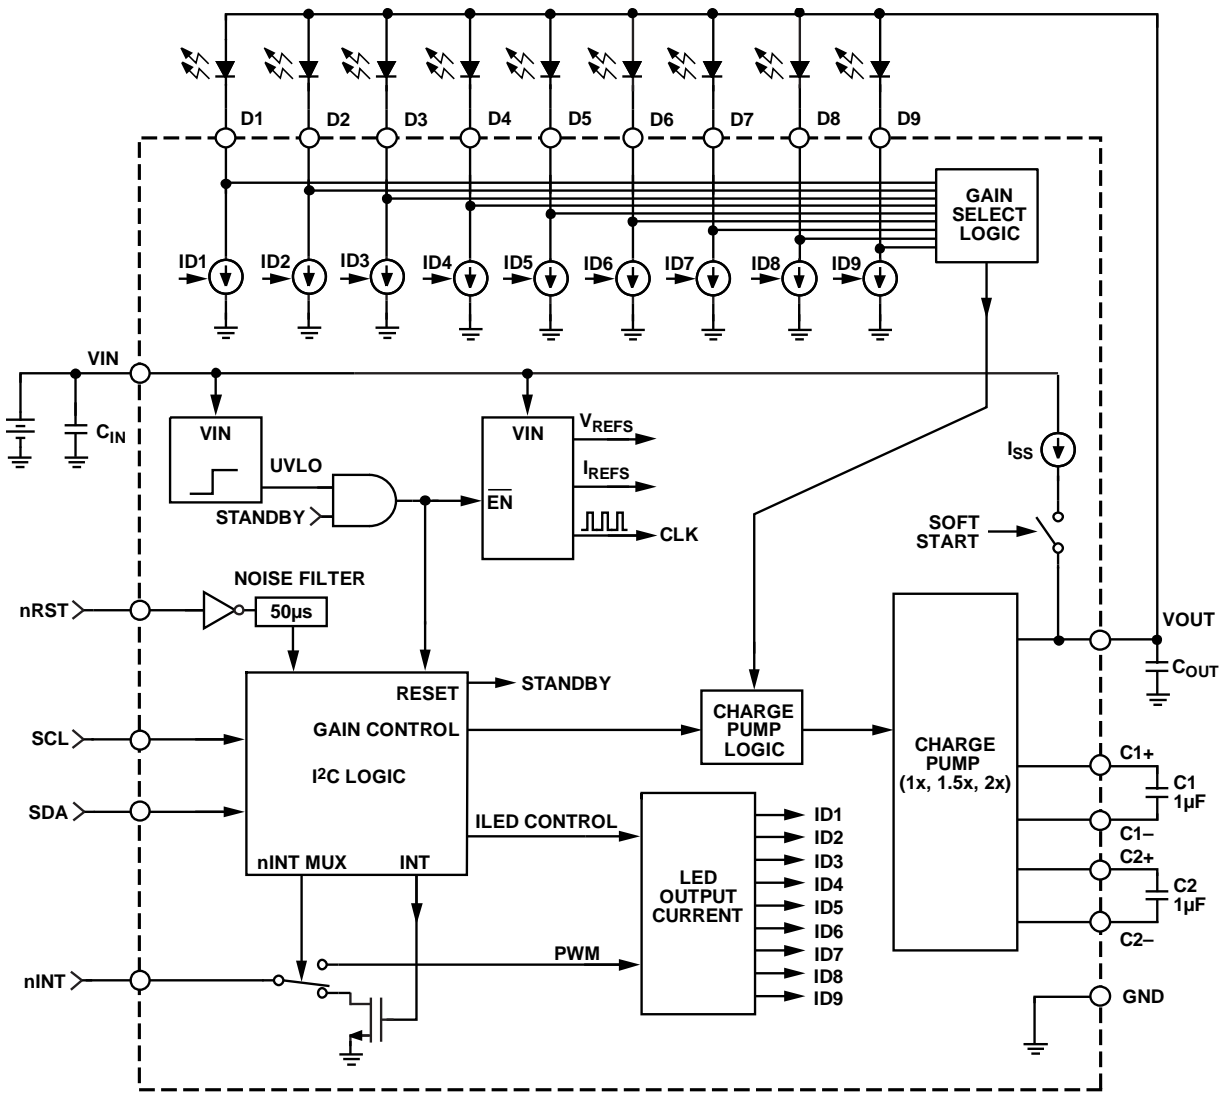 D1 D2 D3 D4 D5 D6 D7 D8 D9
GAIN
SELECT
LOGIC
ID1 ID2 ID3 ID4 ID5 ID6 ID7 ID8 ID9
VIN
C_IN
VIN
UVLO
STANDBY
VIN
E̅N̅
V_REFS
I_REFS
CLK
I_SS
SOFT
START
NOISE FILTER
nRST
50µs
VOUT
C_OUT
RESET
STANDBY
GAIN CONTROL
I²C LOGIC
SCL
SDA
CHARGE
PUMP
LOGIC
CHARGE
PUMP
(1x, 1.5x, 2x)
C1+
C1
1µF
C1–
C2+
C2
1µF
C2–
ILED CONTROL
nINT MUX
INT
LED
OUTPUT
CURRENT
ID1
ID2
ID3
ID4
ID5
ID6
ID7
ID8
ID9
PWM
nINT
GND